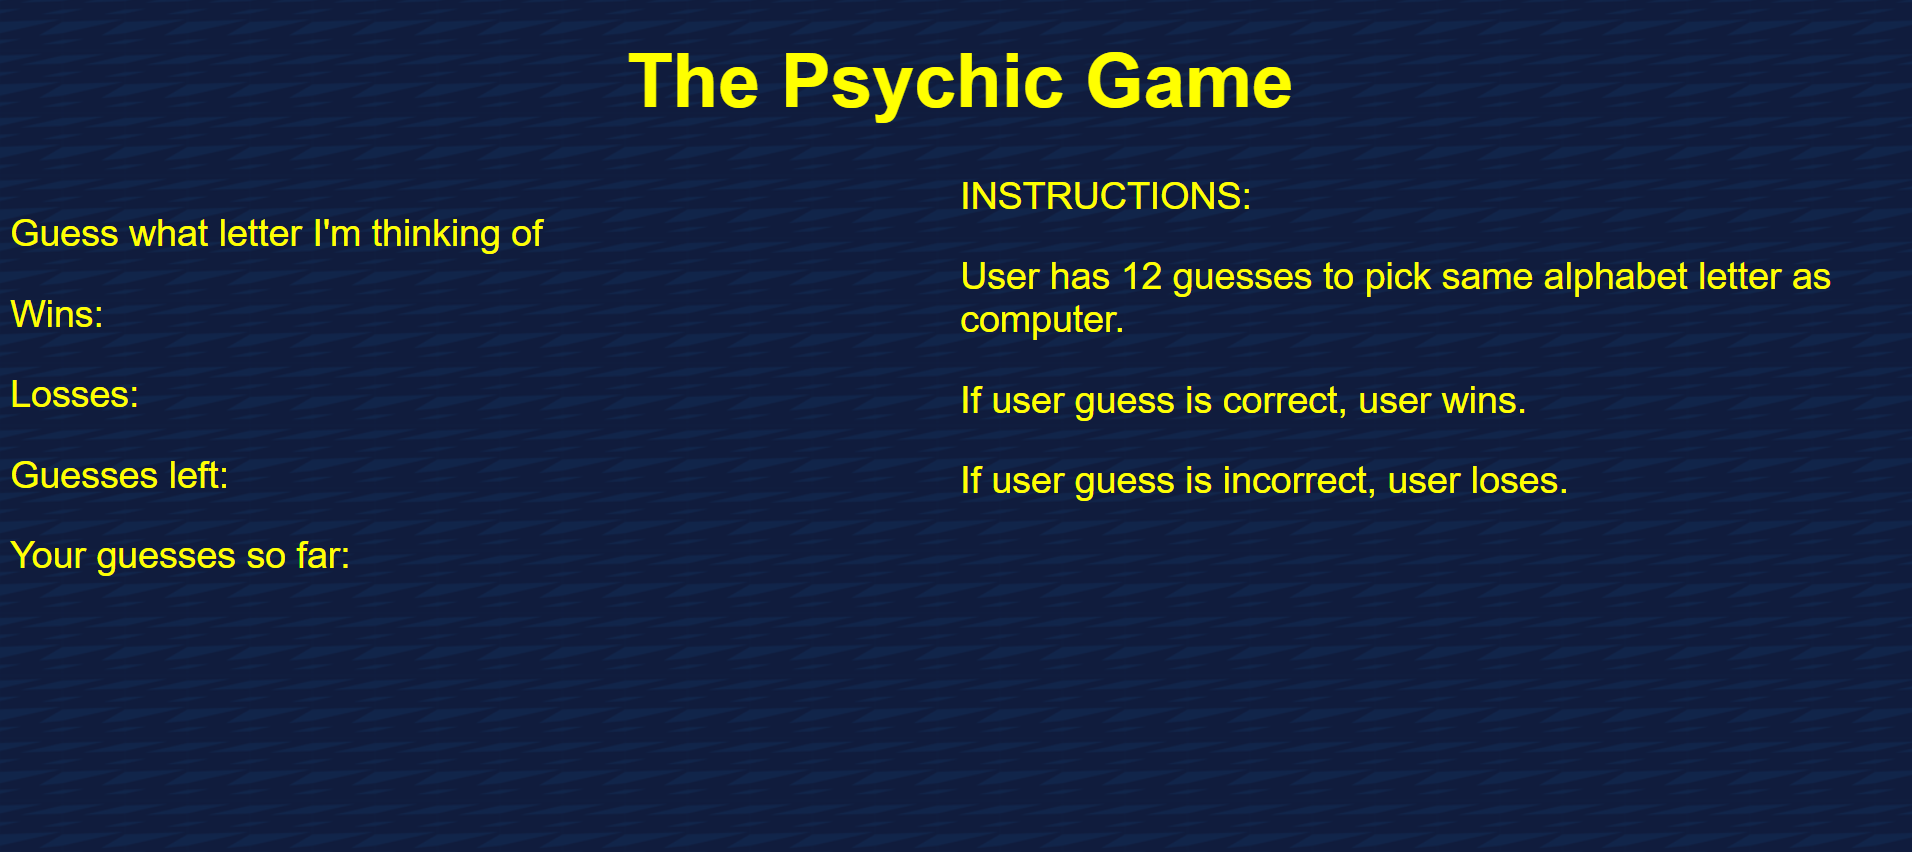 The Psychic Game
Guess what letter I'm thinking of
Wins:
Losses:
Guesses left:
Your guesses so far:
INSTRUCTIONS:
User has 12 guesses to pick same alphabet letter as
computer.
If user guess is correct, user wins.
If user guess is incorrect, user loses.